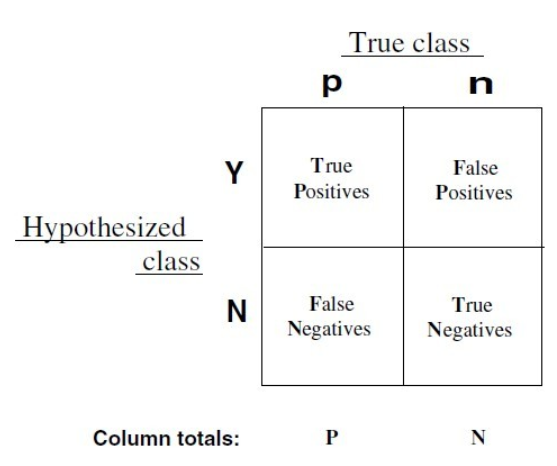 True class
p n
Y
True
Positives
False
Positives
Hypothesized
class
N
False
Negatives
True
Negatives
Column totals: P N